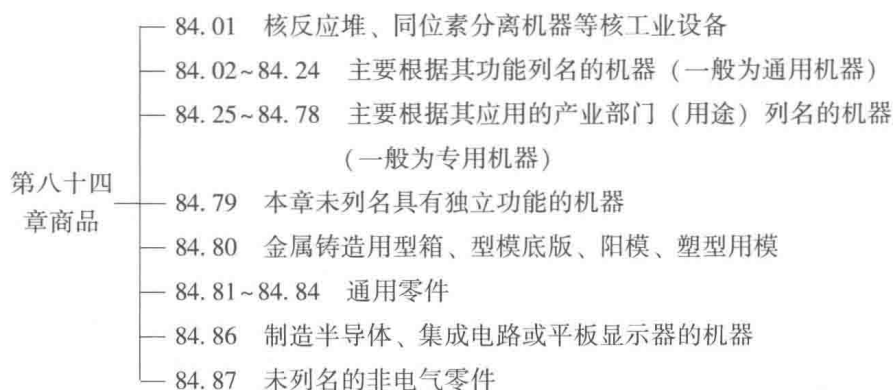 84.01 核反应堆、同位素分离机器等核工业设备
84.02~84.24 主要根据其功能列名的机器（一般为通用机器）
84.25~84.78 主要根据其应用的产业部门（用途）列名的机器
（一般为专用机器）
第八十四
章商品
84.79 本章未列名具有独立功能的机器
84.80 金属铸造用型箱、型模底版、阳模、塑型用模
84.81~84.84 通用零件
84.86 制造半导体、集成电路或平板显示器的机器
84.87 未列名的非电气零件